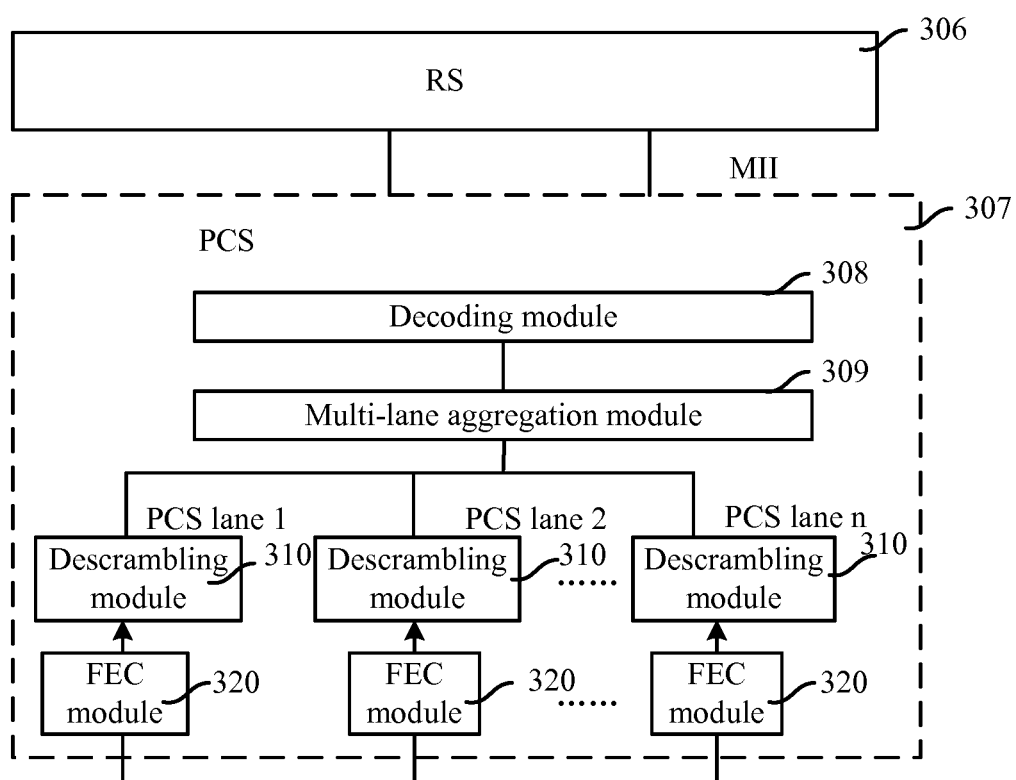 306
RS
MII
307
PCS
308
Decoding module
309
Multi-lane aggregation module
PCS lane 1
PCS lane 2
PCS lane n
Descrambling
module
310
Descrambling
module
310
......
Descrambling
module
310
FEC
module
320
FEC
module
320
......
FEC
module
320